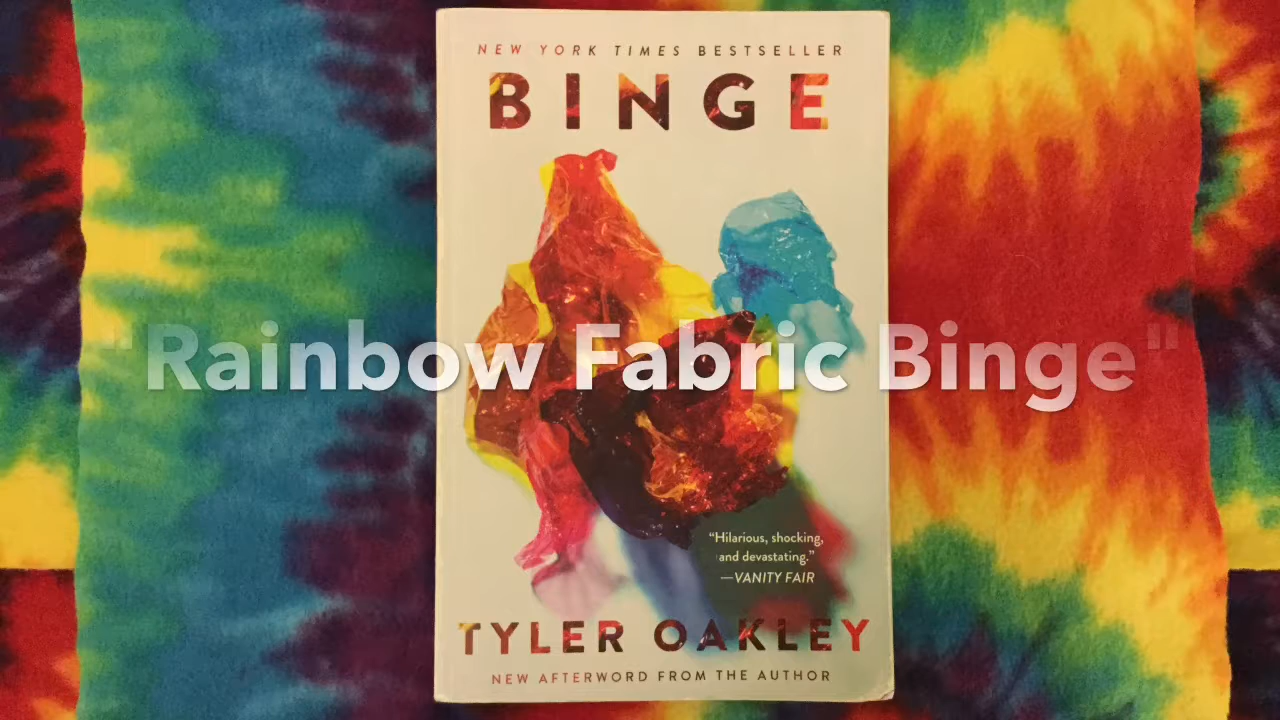 NEW YORK TIMES BESTSELLER
BINGE
"Rainbow Fabric Binge"
“Hilarious, shocking,
and devastating.”
—VANITY FAIR
TYLER OAKLEY
NEW AFTERWORD FROM THE AUTHOR